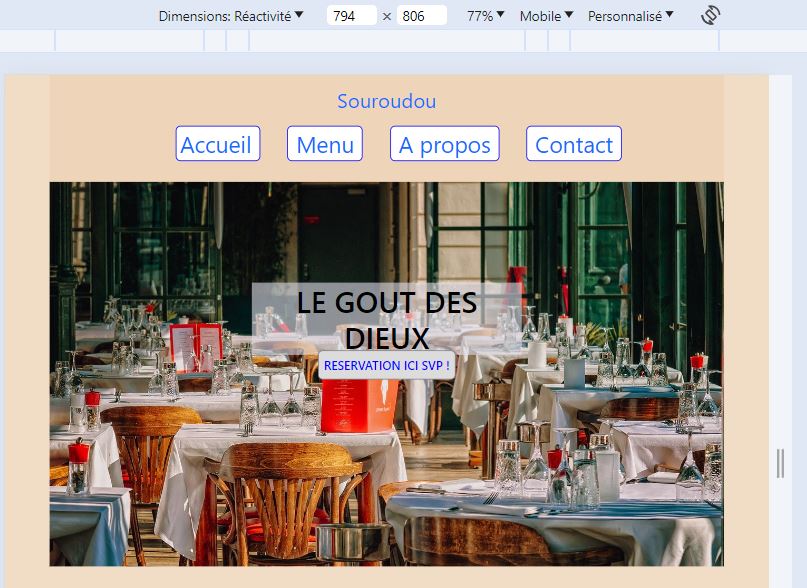 Dimensions: Réactivité 794 × 806 77% Mobile Personnalisé
Souroudou
Accueil Menu A propos Contact
LE GOUT DES
DIEUX
RESERVATION ICI SVP !